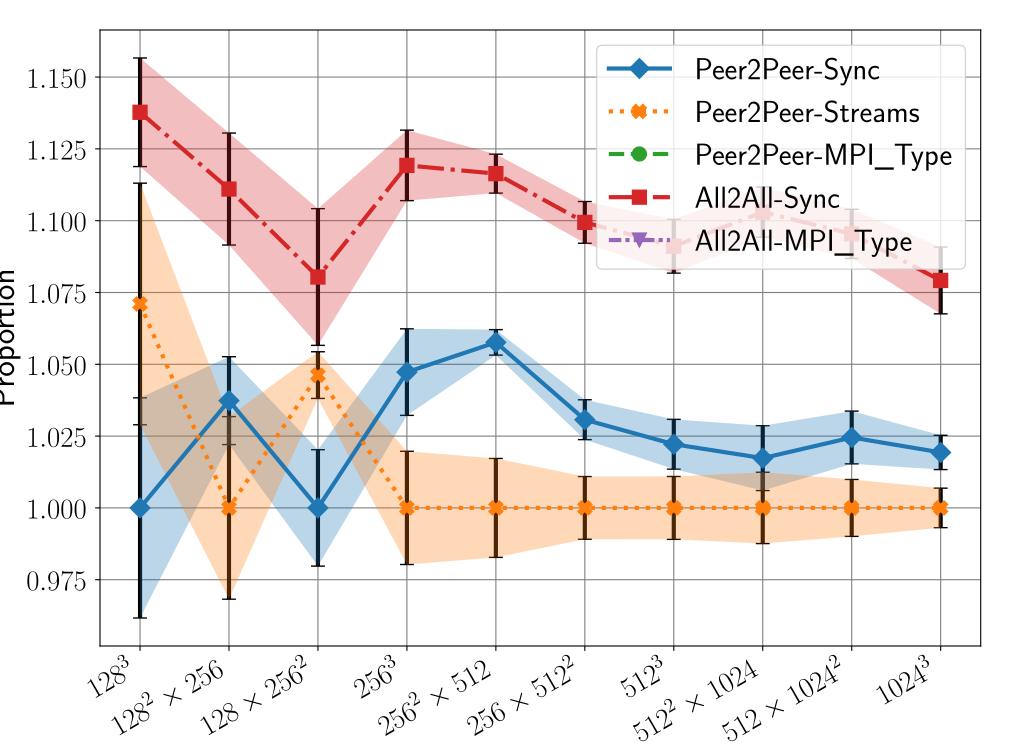 Proportion
1.150
1.125
1.100
1.075
1.050
1.025
1.000
0.975
Peer2Peer-Sync
Peer2Peer-Streams
Peer2Peer-MPI_Type
All2All-Sync
All2All-MPI_Type
128³
128² × 256
128 × 256²
256³
256² × 512
256 × 512²
512³
512² × 1024
512 × 1024²
1024³